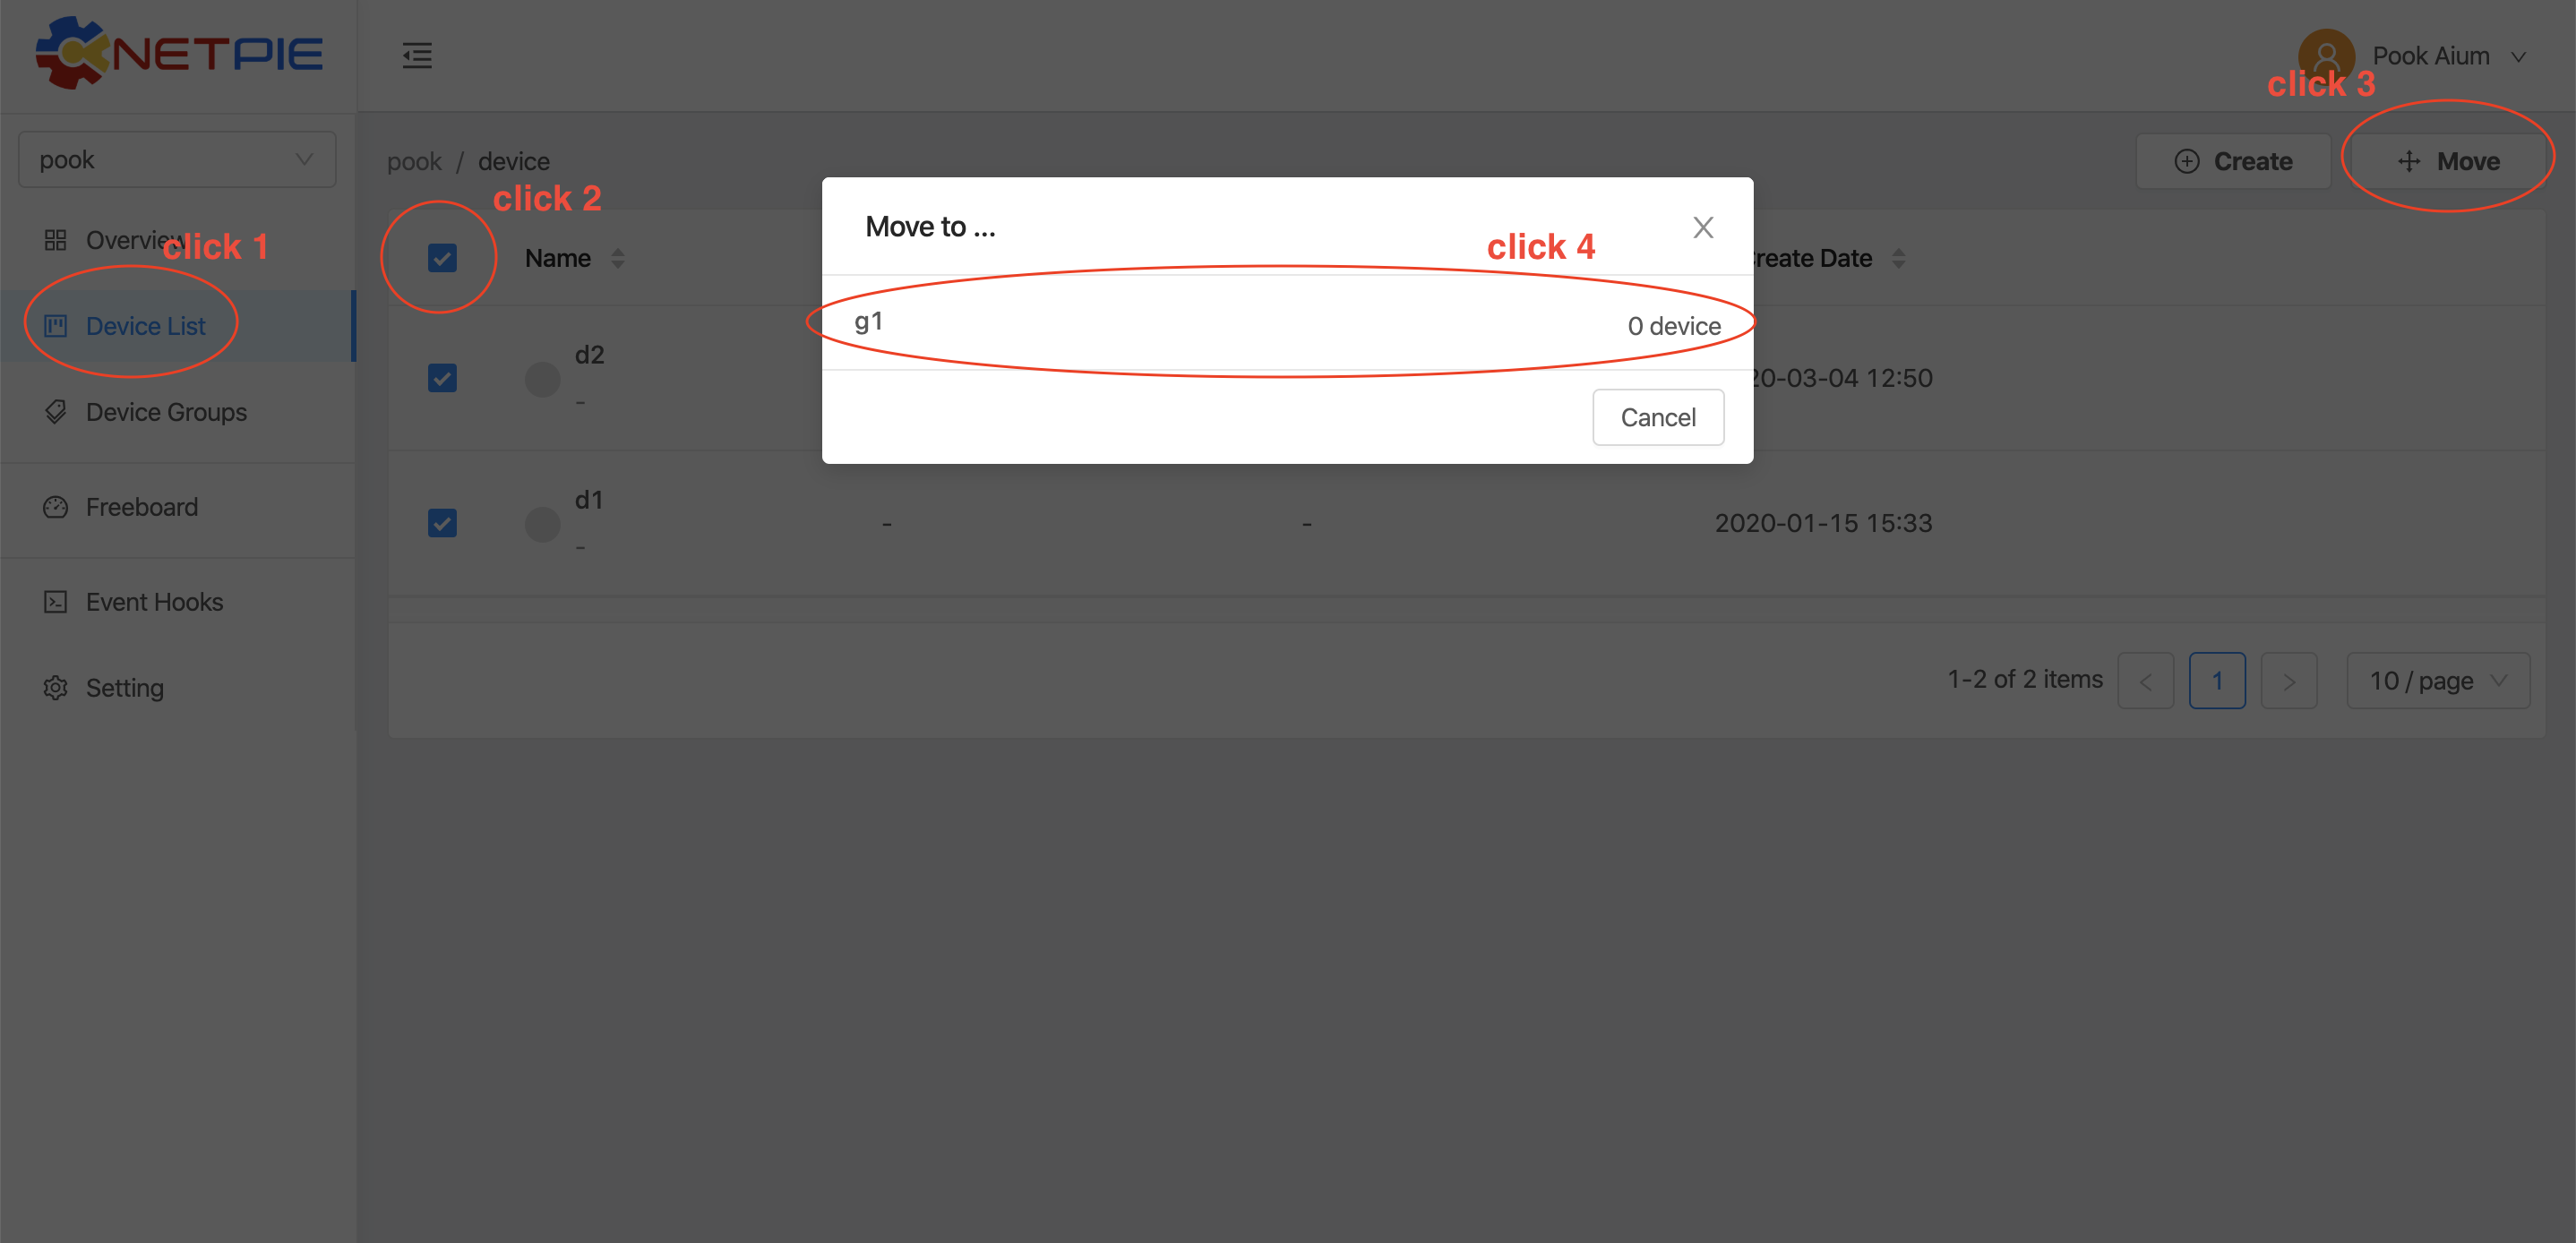 NETPIE
Pook Aium
click 3
pook
pook / device
Create
Move
click 2
Overview
click 1
Device List
Device Groups
Freeboard
Event Hooks
Setting
Name
Create Date
Move to ...
click 4
g1
0 device
Cancel
d2
-
20-03-04 12:50
d1
-
-
-
2020-01-15 15:33
1-2 of 2 items
<
1
>
10 / page